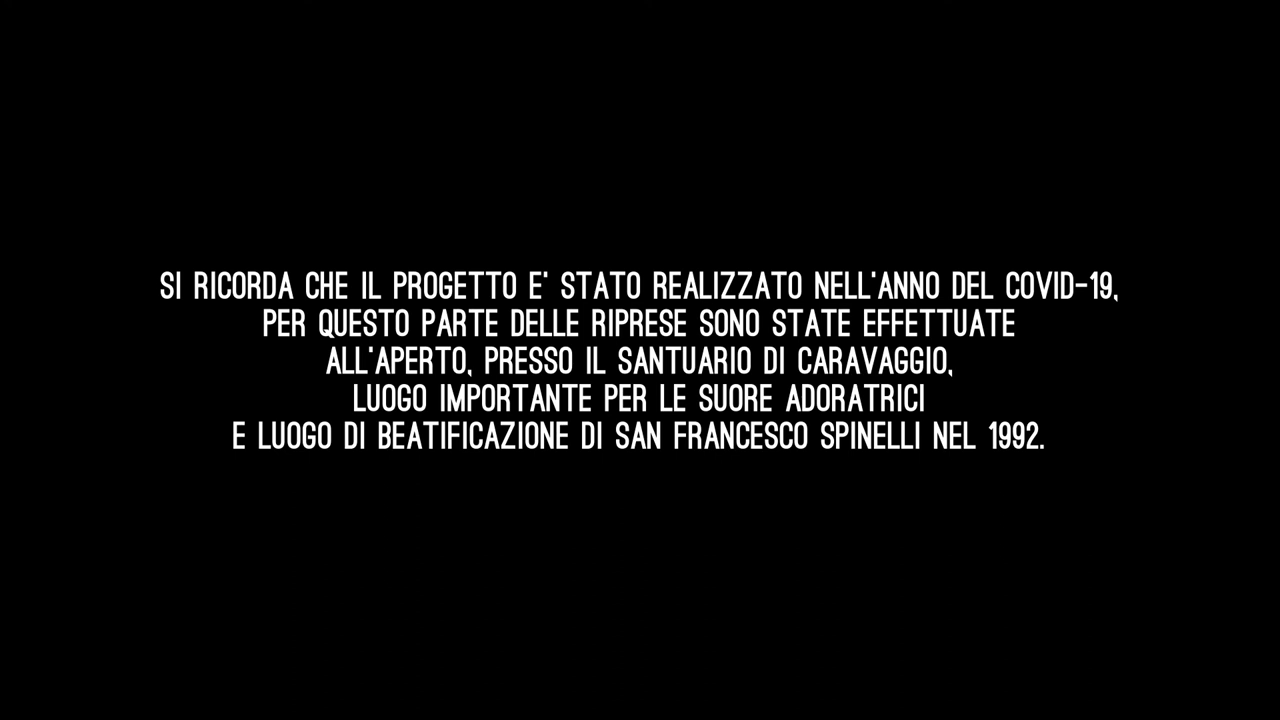 SI RICORDA CHE IL PROGETTO E' STATO REALIZZATO NELL'ANNO DEL COVID-19,
PER QUESTO PARTE DELLE RIPRESE SONO STATE EFFETTUATE
ALL'APERTO, PRESSO IL SANTUARIO DI CARAVAGGIO,
LUOGO IMPORTANTE PER LE SUORE ADORATRICI
E LUOGO DI BEATIFICAZIONE DI SAN FRANCESCO SPINELLI NEL 1992.